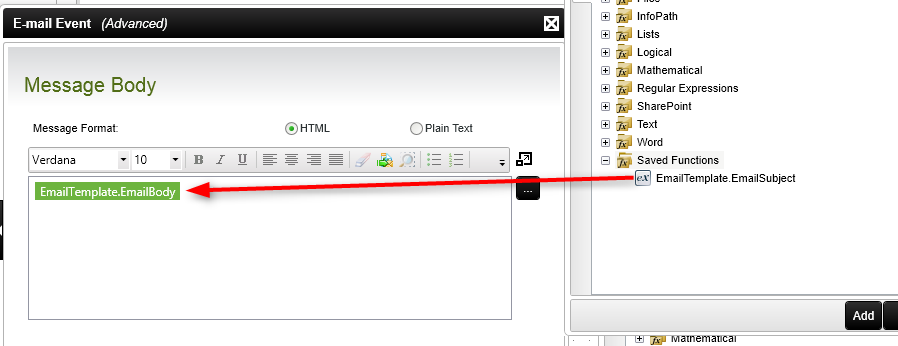 E-mail Event (Advanced)
Message Body
Message Format:
HTML
Plain Text
Verdana
10
B I U
EmailTemplate.EmailBody
...
InfoPath
Lists
Logical
Mathematical
Regular Expressions
SharePoint
Text
Word
Saved Functions
EmailTemplate.EmailSubject
Add
Mathematical